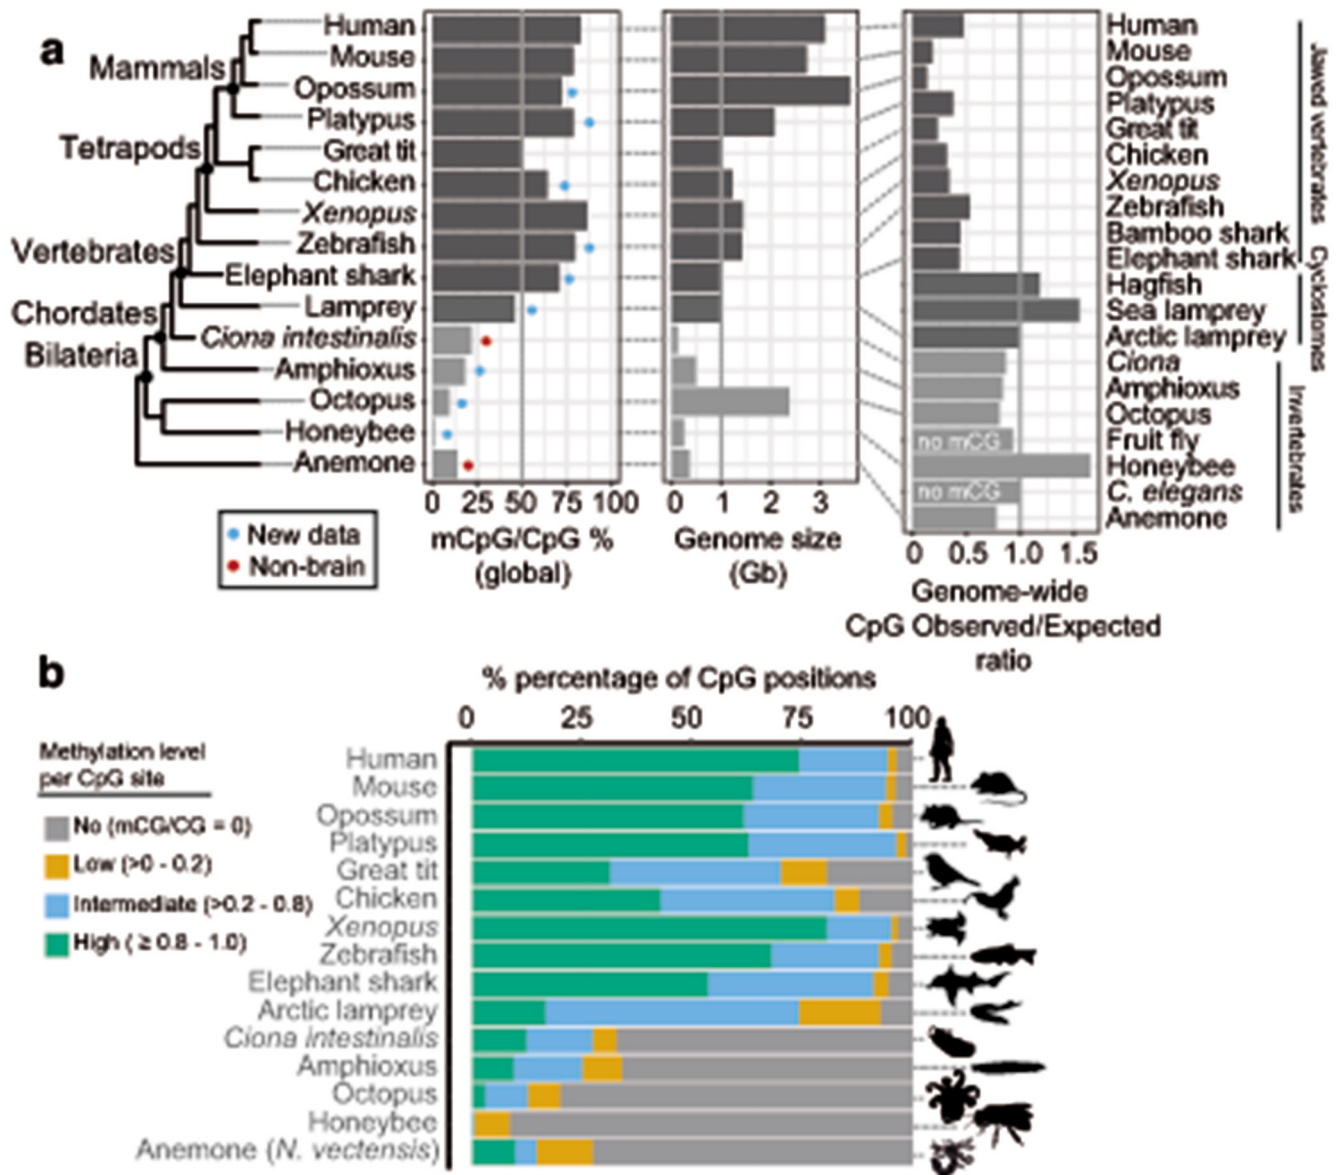 a
Mammals
Tetrapods
Vertebrates
Chordates
Bilateria
Human
Mouse
Opossum
Platypus
Great tit
Chicken
Xenopus
Zebrafish
Elephant shark
Lamprey
Ciona intestinalis
Amphioxus
Octopus
Honeybee
Anemone
New data
Non-brain
0 25 50 75 100
mCpG/CpG %
(global)
0 1 2 3
Genome size
(Gb)
no mCG
no mCG
0 0.5 1.0 1.5
Genome-wide
CpG Observed/Expected
ratio
Human
Mouse
Opossum
Platypus
Great tit
Chicken
Xenopus
Zebrafish
Bamboo shark
Elephant shark
Hagfish
Sea lamprey
Arctic lamprey
Ciona
Amphioxus
Octopus
Fruit fly
Honeybee
C. elegans
Anemone
Jawed vertebrates
Cyclostomes
Invertebrates
b
% percentage of CpG positions
0 25 50 75 100
Methylation level
per CpG site
No (mCG/CG = 0)
Low (>0 - 0.2)
Intermediate (>0.2 - 0.8)
High ( ≥ 0.8 - 1.0)
Human
Mouse
Opossum
Platypus
Great tit
Chicken
Xenopus
Zebrafish
Elephant shark
Arctic lamprey
Ciona intestinalis
Amphioxus
Octopus
Honeybee
Anemone (N. vectensis)